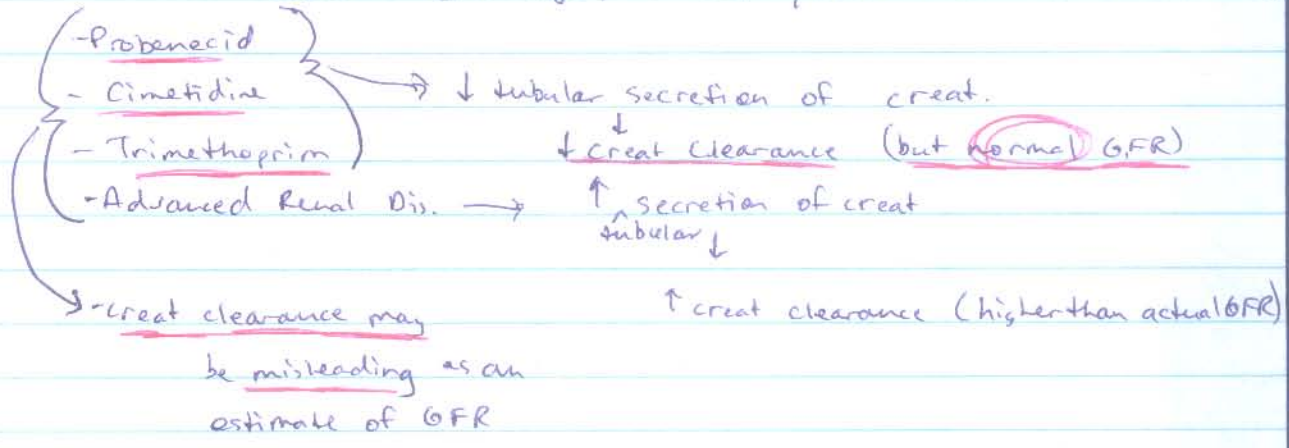 -Probenecid
- Cimetidine → ↓ tubular secretion of creat.
↓
- Trimethoprim ↓ creat clearance (but normal GFR)
-Advanced Renal Dis. → ↑ ^ secretion of creat
tubular ↓
-creat clearance may ↑ creat clearance (higher than actual GFR)
be misleading as an
estimate of GFR